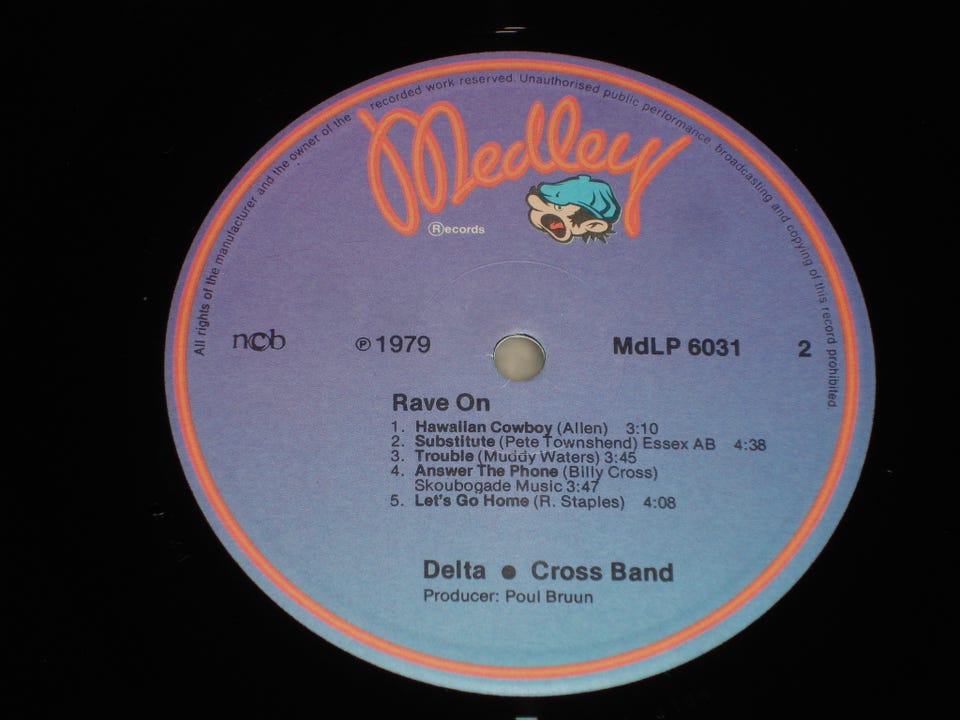 All rights of the manufacturer and the owner of the recorded work reserved. Unauthorised public performance, broadcasting and copying of this record prohibited.
Medley
®ecords
ncb
℗ 1979
MdLP 6031
2
Rave On
1. Hawaiian Cowboy (Allen) 3:10
2. Substitute (Pete Townshend) Essex AB 4:38
3. Trouble (Muddy Waters) 3:45
4. Answer The Phone (Billy Cross)
Skoubogade Music 3:47
5. Let's Go Home (R. Staples) 4:08
Delta ● Cross Band
Producer: Poul Bruun